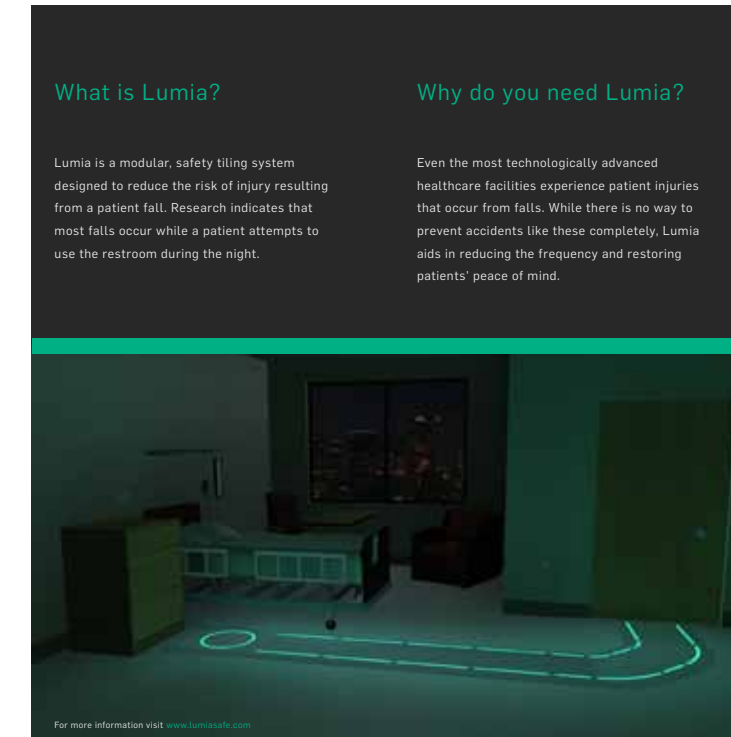 What is Lumia?
Lumia is a modular, safety tiling system
designed to reduce the risk of injury resulting
from a patient fall. Research indicates that
most falls occur while a patient attempts to
use the restroom during the night.
Why do you need Lumia?
Even the most technologically advanced
healthcare facilities experience patient injuries
that occur from falls. While there is no way to
prevent accidents like these completely, Lumia
aids in reducing the frequency and restoring
patients' peace of mind.
For more information visit www.lumiasafe.com